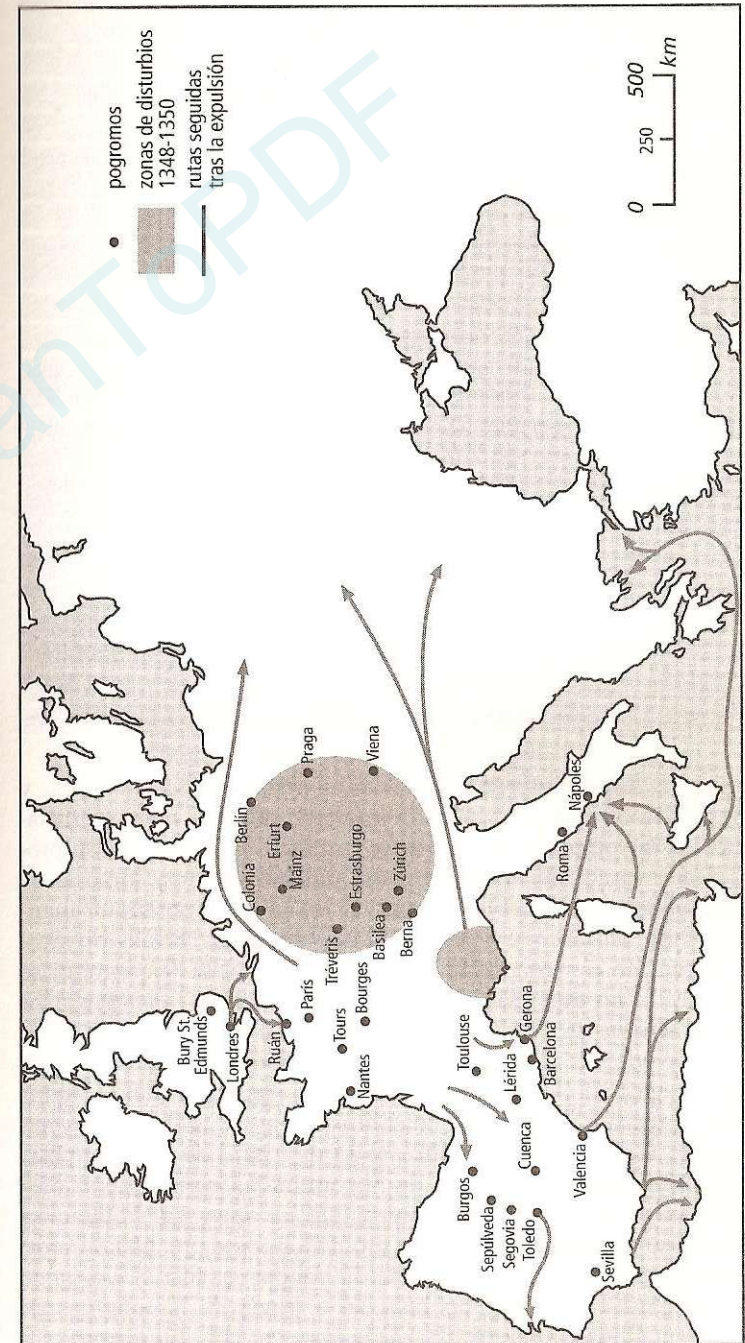 pogromos
zonas de disturbios
1348-1350
rutas seguidas
tras la expulsión
0
250
500
km
Bury St.
Edmunds
Londres
Ruán
París
Tours
Bourges
Nantes
Colonia
Berlín
Mainz
Erfurt
Praga
Tréveris
Estrasburgo
Basilea
Zúrich
Berna
Viena
Toulouse
Gerona
Lérida
Barcelona
Burgos
Sepúlveda
Segovia
Toledo
Cuenca
Valencia
Sevilla
Roma
Nápoles
anToPDF